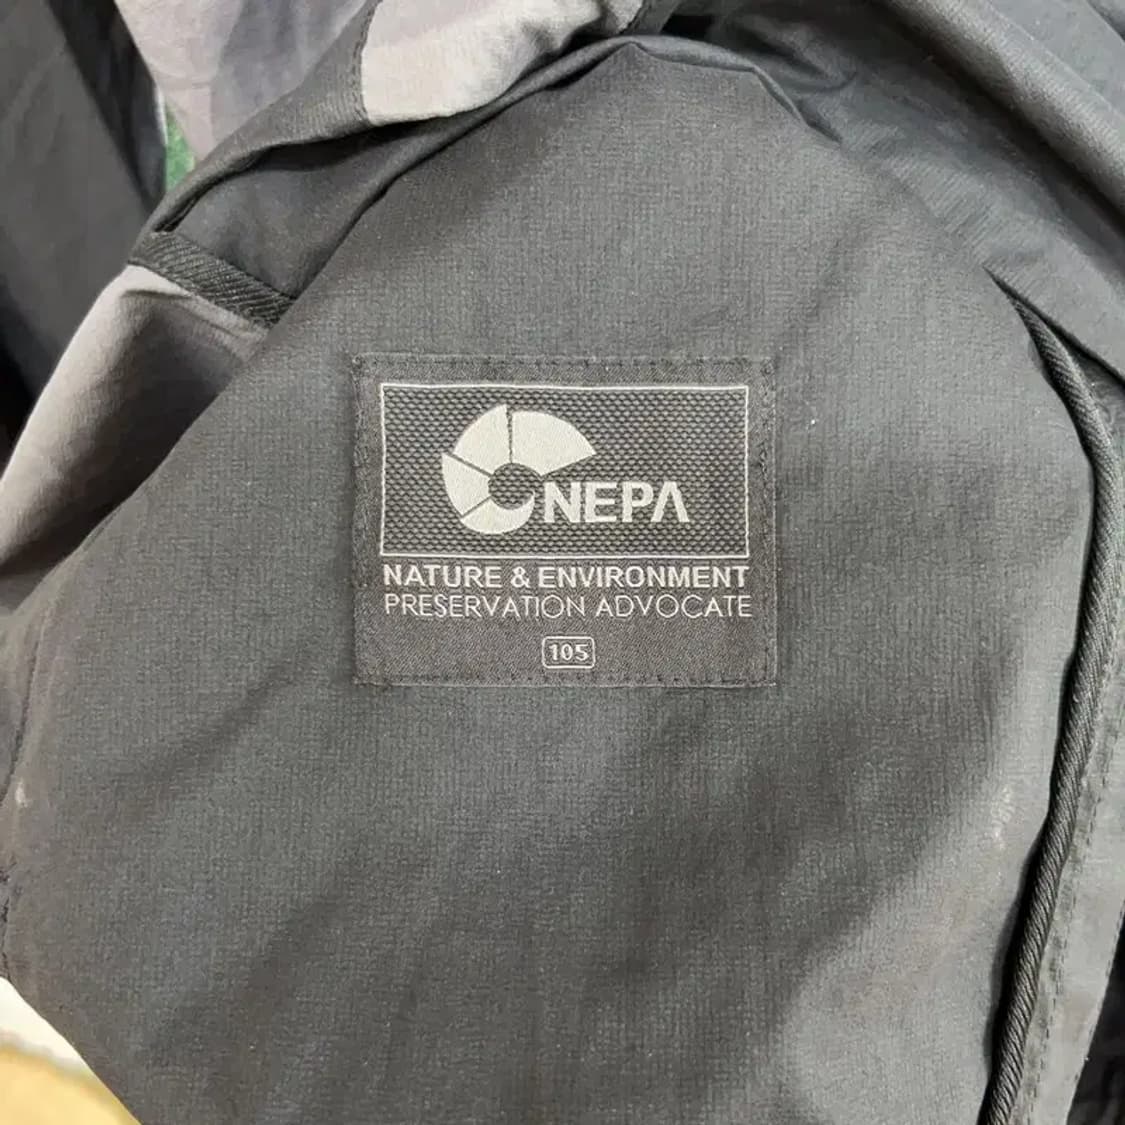 NEPA
NATURE & ENVIRONMENT
PRESERVATION ADVOCATE
105